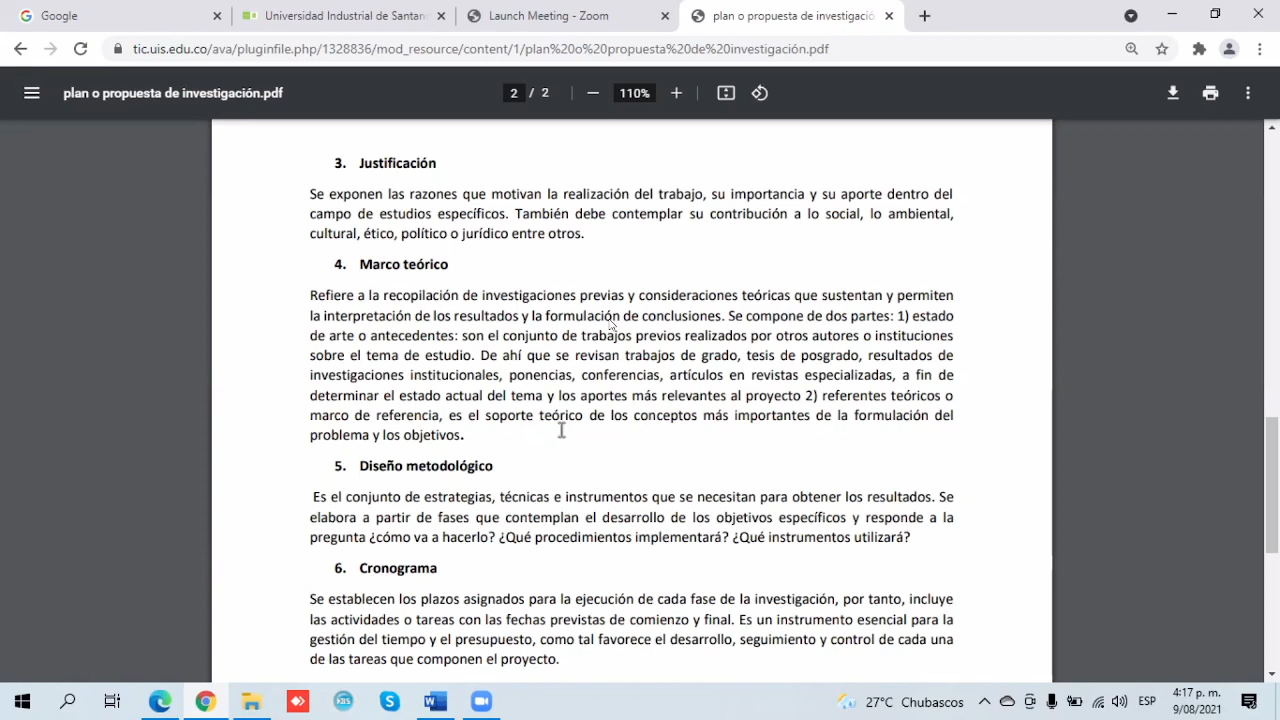 Google
Universidad Industrial de Santan
Launch Meeting - Zoom
plan o propuesta de investigació
tic.uis.edu.co/ava/pluginfile.php/1328836/mod_resource/content/1/plan%20o%20propuesta%20de%20investigación.pdf
plan o propuesta de investigación.pdf
2 / 2
110%
3. Justificación
Se exponen las razones que motivan la realización del trabajo, su importancia y su aporte dentro del
campo de estudios específicos. También debe contemplar su contribución a lo social, lo ambiental,
cultural, ético, político o jurídico entre otros.
4. Marco teórico
Refiere a la recopilación de investigaciones previas y consideraciones teóricas que sustentan y permiten
la interpretación de los resultados y la formulación de conclusiones. Se compone de dos partes: 1) estado
de arte o antecedentes: son el conjunto de trabajos previos realizados por otros autores o instituciones
sobre el tema de estudio. De ahí que se revisan trabajos de grado, tesis de posgrado, resultados de
investigaciones institucionales, ponencias, conferencias, artículos en revistas especializadas, a fin de
determinar el estado actual del tema y los aportes más relevantes al proyecto 2) referentes teóricos o
marco de referencia, es el soporte teórico de los conceptos más importantes de la formulación del
problema y los objetivos.
5. Diseño metodológico
Es el conjunto de estrategias, técnicas e instrumentos que se necesitan para obtener los resultados. Se
elabora a partir de fases que contemplan el desarrollo de los objetivos específicos y responde a la
pregunta ¿cómo va a hacerlo? ¿Qué procedimientos implementará? ¿Qué instrumentos utilizará?
6. Cronograma
Se establecen los plazos asignados para la ejecución de cada fase de la investigación, por tanto, incluye
las actividades o tareas con las fechas previstas de comienzo y final. Es un instrumento esencial para la
gestión del tiempo y el presupuesto, como tal favorece el desarrollo, seguimiento y control de cada una
de las tareas que componen el proyecto.
27°C Chubascos
ESP
4:17 p. m.
9/08/2021